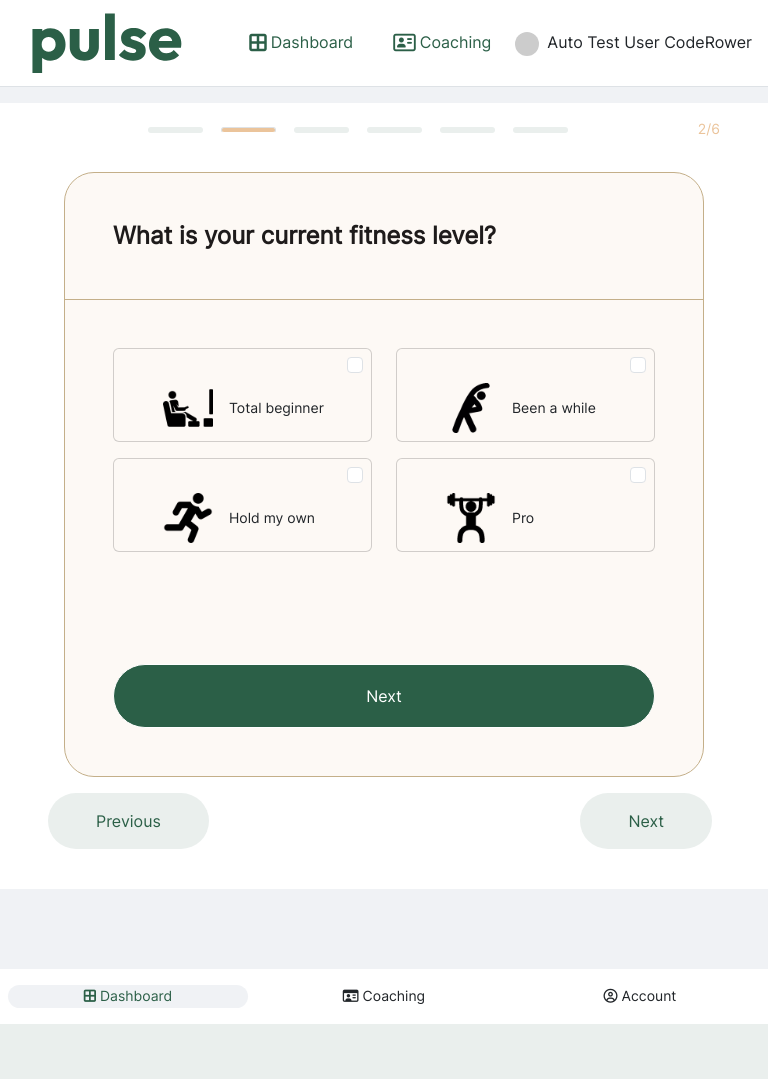 pulse
Dashboard
Coaching
Auto Test User CodeRower
2/6
What is your current fitness level?
Total beginner
Been a while
Hold my own
Pro
Next
Previous
Next
Dashboard
Coaching
Account